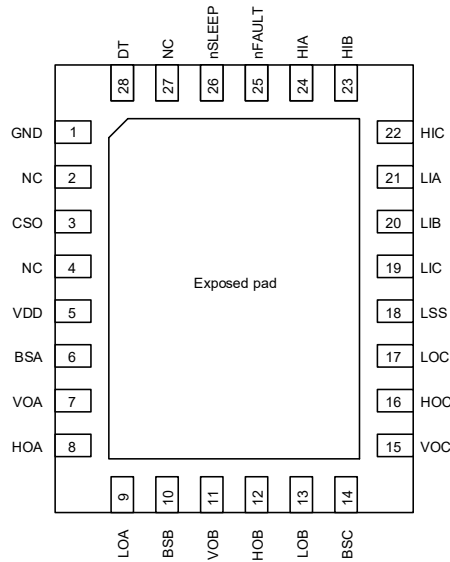 DT
NC
nSLEEP
nFAULT
HIA
HIB
28
27
26
25
24
23
GND 1
NC 2
CSO 3
NC 4
VDD 5
BSA 6
VOA 7
HOA 8
22 HIC
21 LIA
20 LIB
19 LIC
18 LSS
17 LOC
16 HOC
15 VOC
Exposed pad
9
10
11
12
13
14
LOA
BSB
VOB
HOB
LOB
BSC